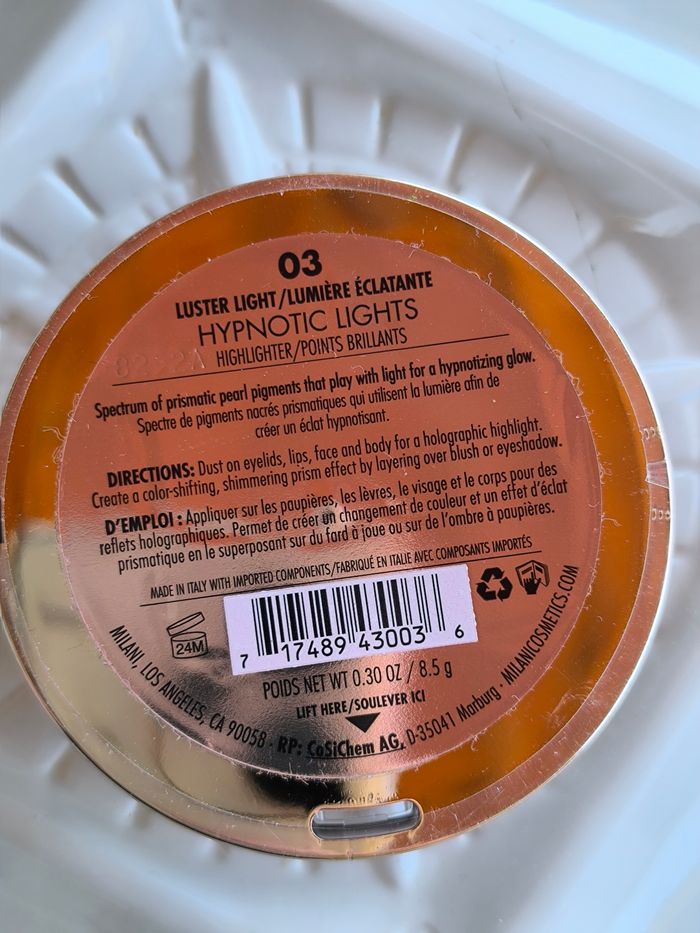 03
LUSTER LIGHT/LUMIÈRE ÉCLATANTE
HYPNOTIC LIGHTS
HIGHLIGHTER/POINTS BRILLANTS
Spectrum of prismatic pearl pigments that play with light for a hypnotizing glow.
Spectre de pigments nacrés prismatiques qui utilisent la lumière afin de
créer un éclat hypnotisant.
DIRECTIONS: Dust on eyelids, lips, face and body for a holographic highlight.
Create a color-shifting, shimmering prism effect by layering over blush or eyeshadow.
D'EMPLOI : Appliquer sur les paupières, les lèvres, le visage et le corps pour des
reflets holographiques. Permet de créer un changement de couleur et un effet d'éclat
prismatique en le superposant sur du fard à joue ou sur de l'ombre à paupières.
MADE IN ITALY WITH IMPORTED COMPONENTS/FABRIQUÉ EN ITALIE AVEC COMPOSANTS IMPORTÉS
24M
7 17489 43003 6
POIDS NET WT 0.30 OZ / 8.5 g
LIFT HERE/SOULEVER ICI
MILANI, LOS ANGELES, CA 90058 · RP: CoSiChem AG, D-35041 Marburg · MILANICOSMETICS.COM